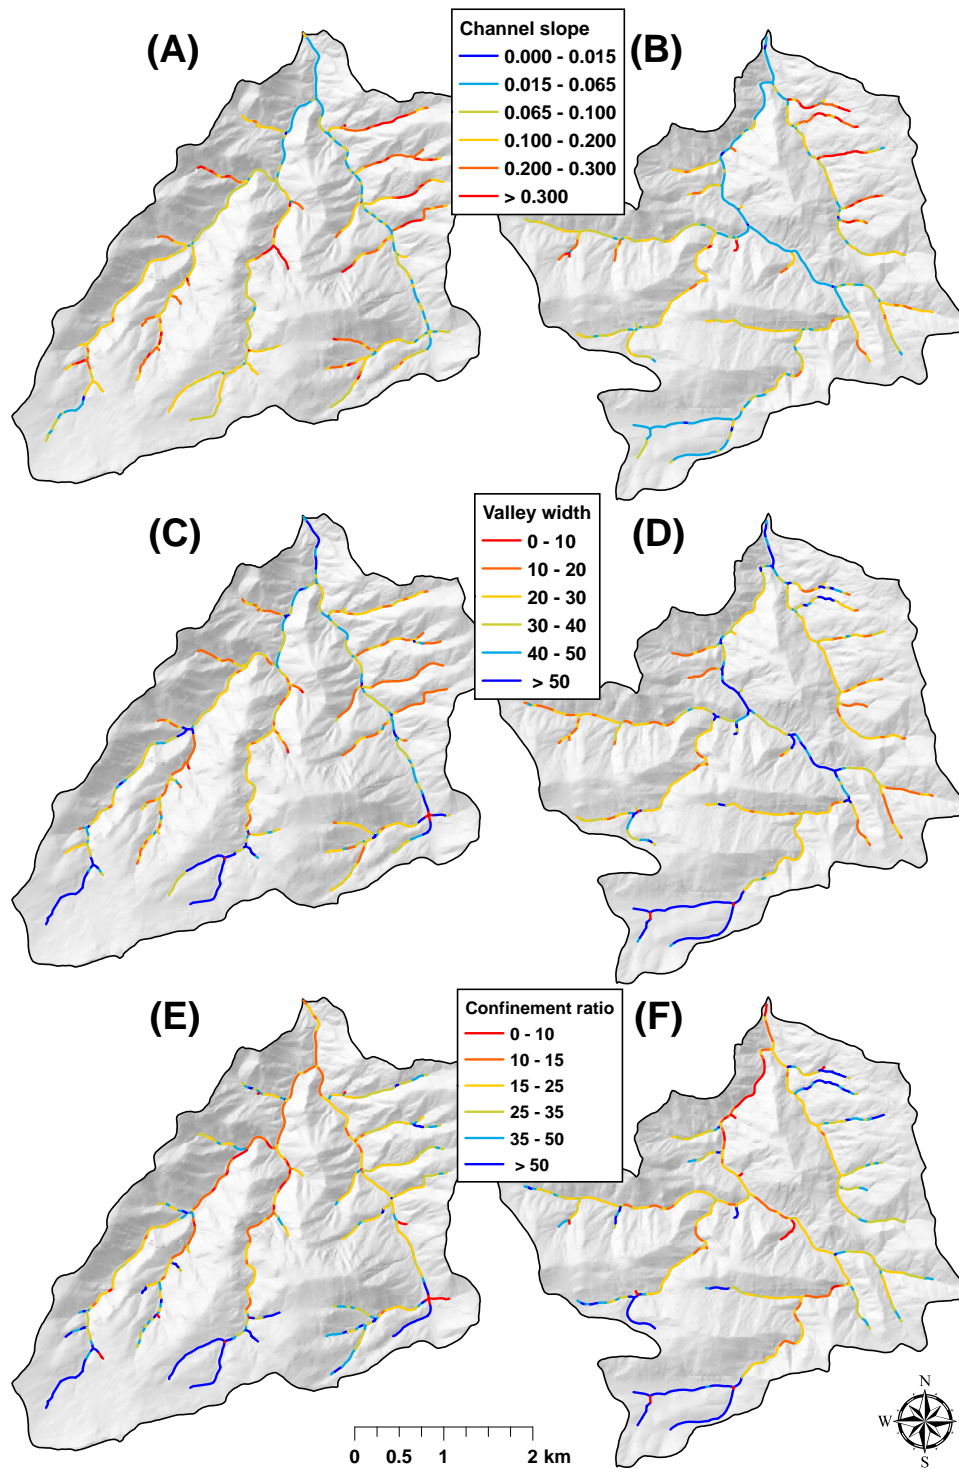 (A)
Channel slope
0.000 - 0.015
0.015 - 0.065
0.065 - 0.100
0.100 - 0.200
0.200 - 0.300
> 0.300
(B)
(C)
Valley width
0 - 10
10 - 20
20 - 30
30 - 40
40 - 50
> 50
(D)
(E)
Confinement ratio
0 - 10
10 - 15
15 - 25
25 - 35
35 - 50
> 50
(F)
0 0.5 1 2 km
N
W E
S